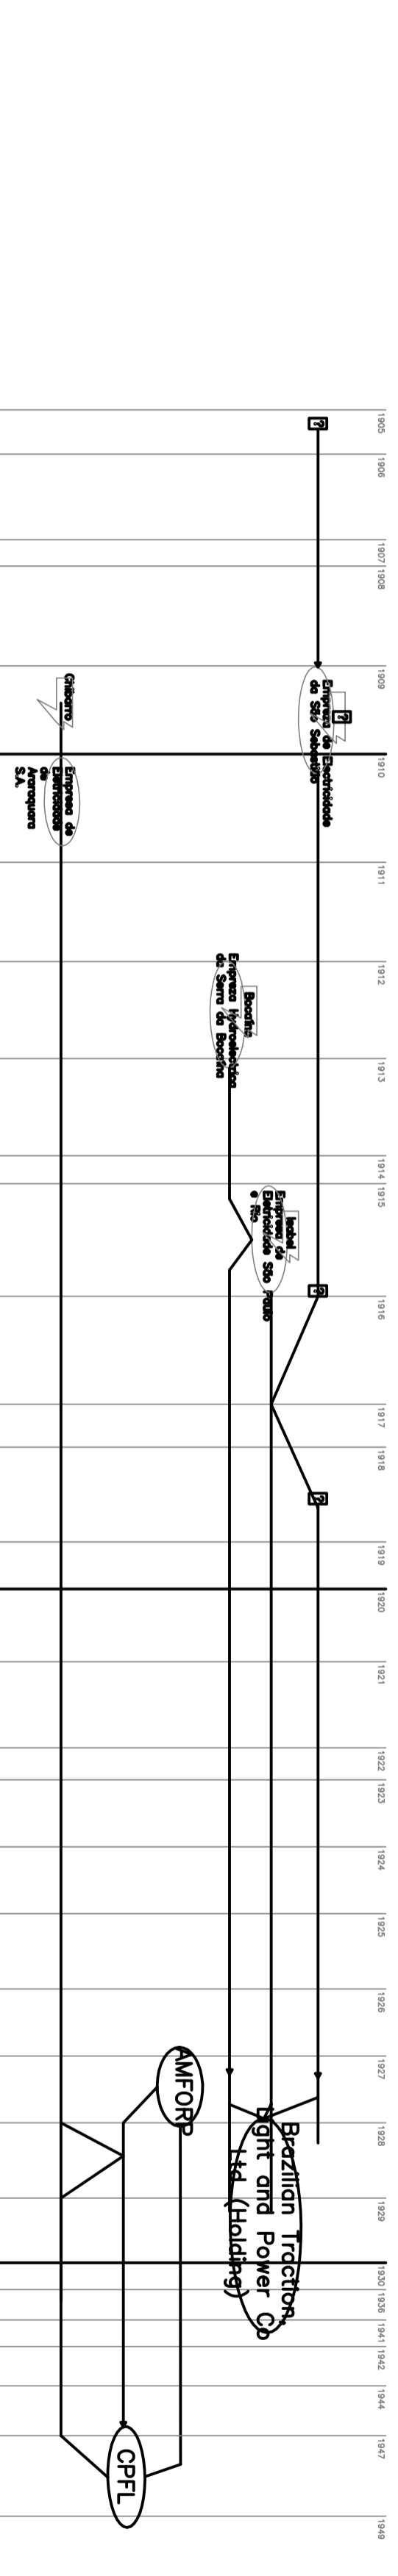 1905
1906
1907
1908
1909
1910
1911
1912
1913
1914
1915
1916
1917
1918
1919
1920
1921
1922
1923
1924
1925
1926
1927
1928
1929
1930
1936
1941
1942
1944
1947
1949
?
?
Empreza de Electricidade
da São Sebastião
?
?
Isabel
Empresa de
Eletricidade São Paulo
e Rio
Bocaina
Empreza Hydroelectrica
da Serra da Bocaina
Brazilian Traction,
Light and Power Co
Ltd (Holding)
AMFORP
CPFL
Chibarro
Empresa de
Eletricidade
de
Araraquara
S.A.